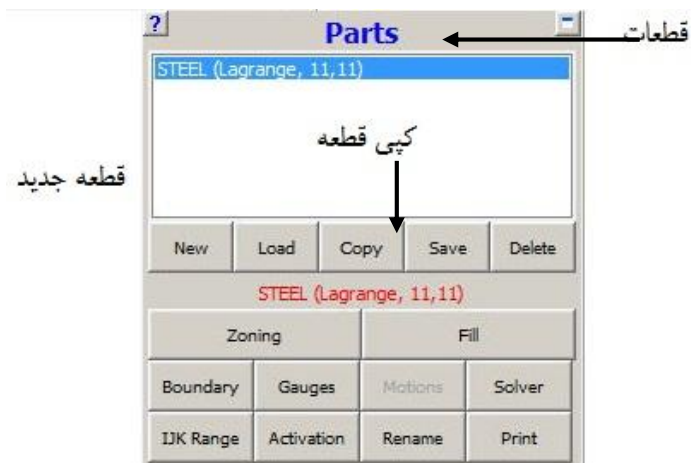 ?
Parts
قطعات
STEEL (Lagrange, 11,11)
کپی قطعه
قطعه جدید
New Load Copy Save Delete
STEEL (Lagrange, 11,11)
Zoning Fill
Boundary Gauges Motions Solver
IJK Range Activation Rename Print